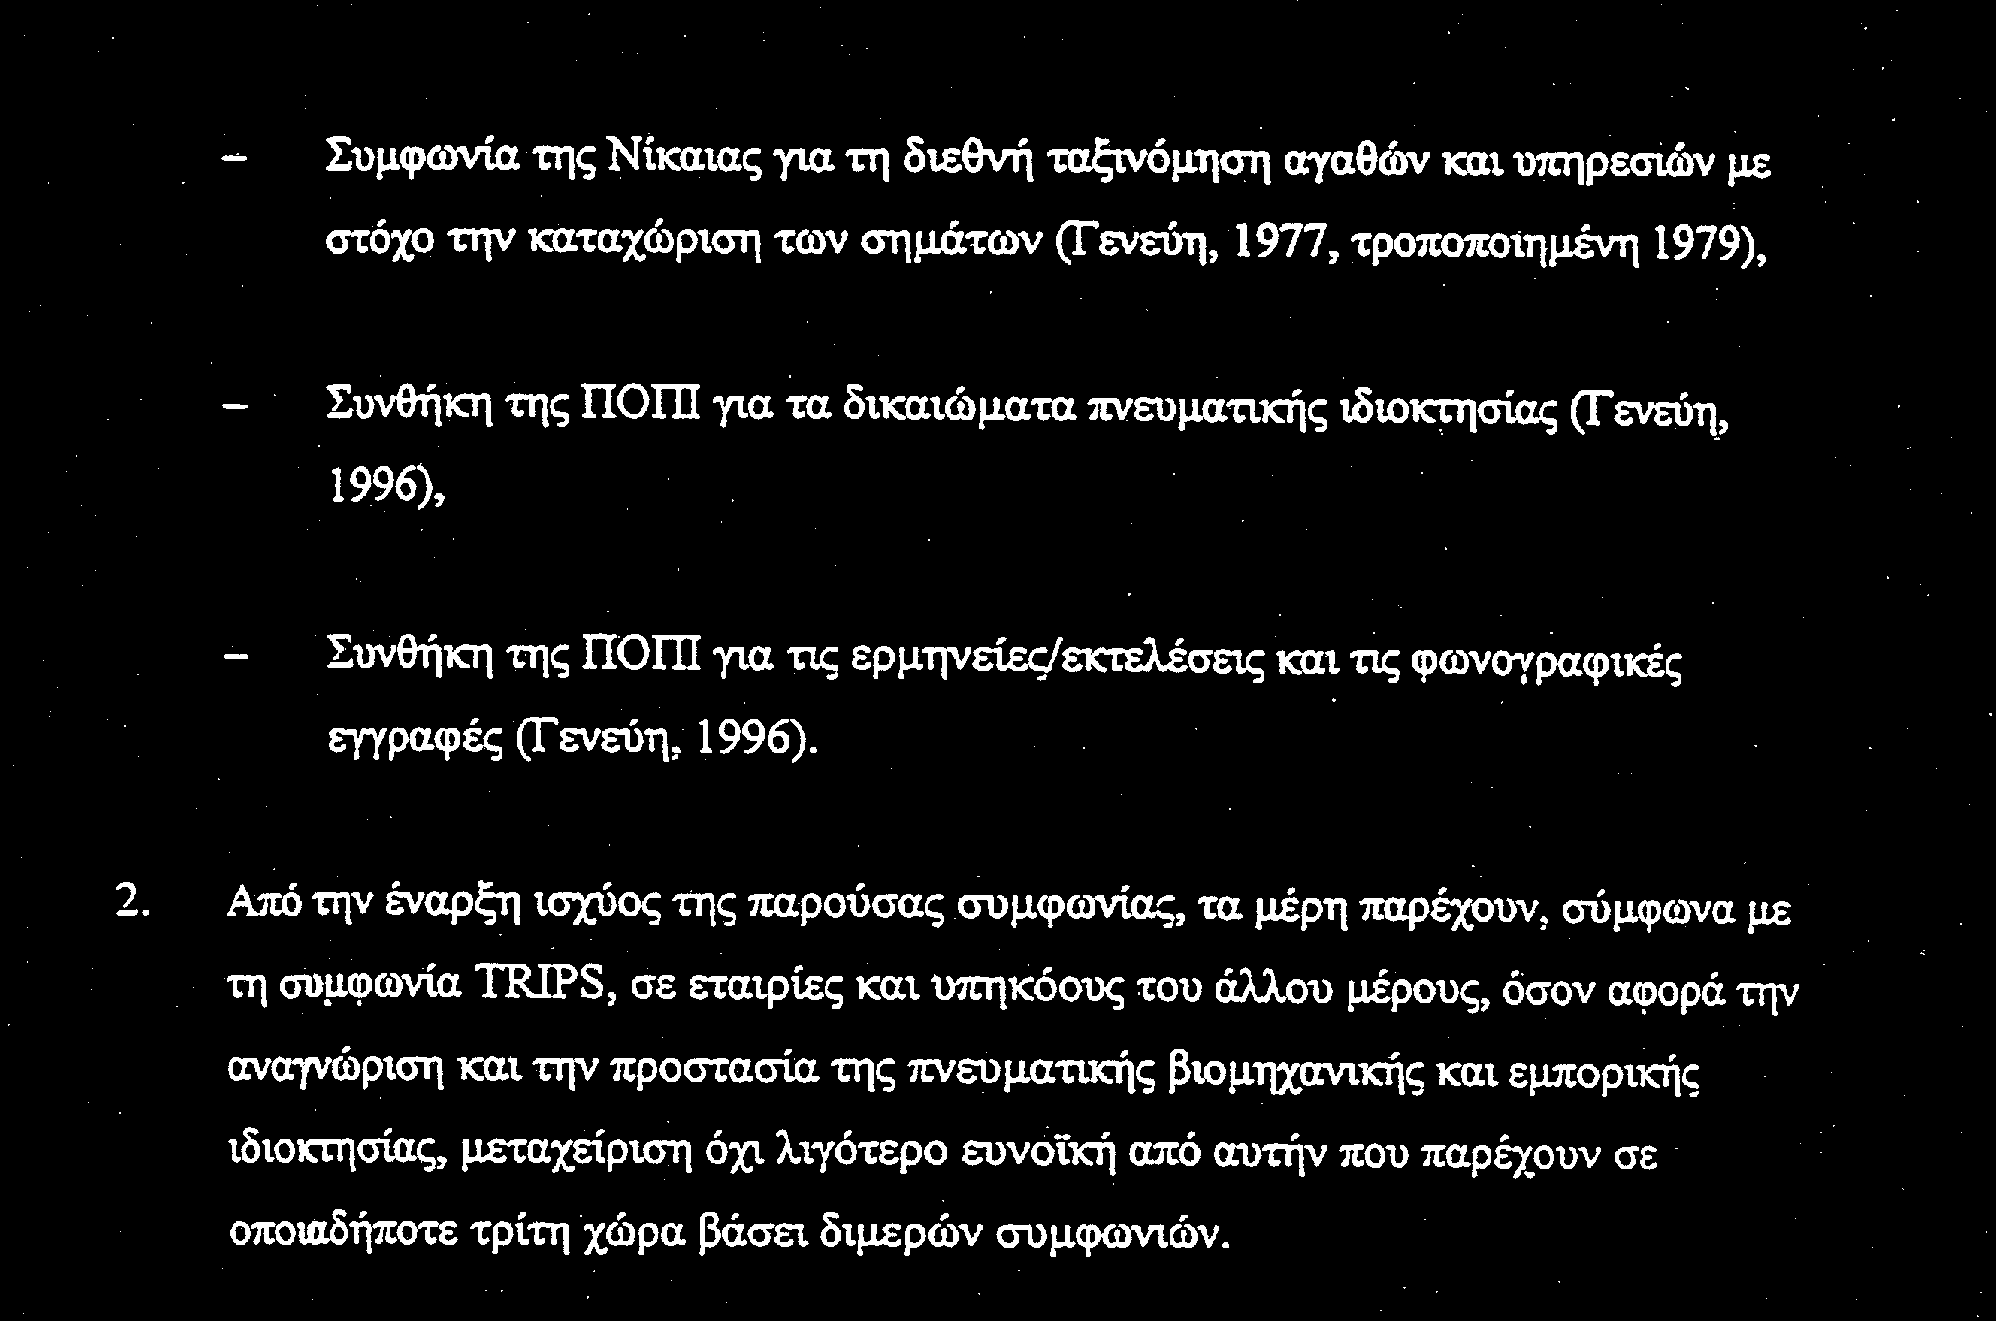 - Συμφωνία της Νίκαιας για τη διεθνή ταξινόμηση αγαθών και υπηρεσιών με
στόχο την καταχώριση των σημάτων (Γενεύη, 1977, τροποποιημένη 1979),
- Συνθήκη της ΠΟΠΙ για τα δικαιώματα πνευματικής ιδιοκτησίας (Γενεύη,
1996),
- Συνθήκη της ΠΟΠΙ για τις ερμηνείες/εκτελέσεις και τις φωνογραφικές
εγγραφές (Γενεύη, 1996).
2. Από την έναρξη ισχύος της παρούσας συμφωνίας, τα μέρη παρέχουν, σύμφωνα με
τη συμφωνία TRIPS, σε εταιρίες και υπηκόους του άλλου μέρους, όσον αφορά την
αναγνώριση και την προστασία της πνευματικής βιομηχανικής και εμπορικής
ιδιοκτησίας, μεταχείριση όχι λιγότερο ευνοϊκή από αυτήν που παρέχουν σε
οποιαδήποτε τρίτη χώρα βάσει διμερών συμφωνιών.